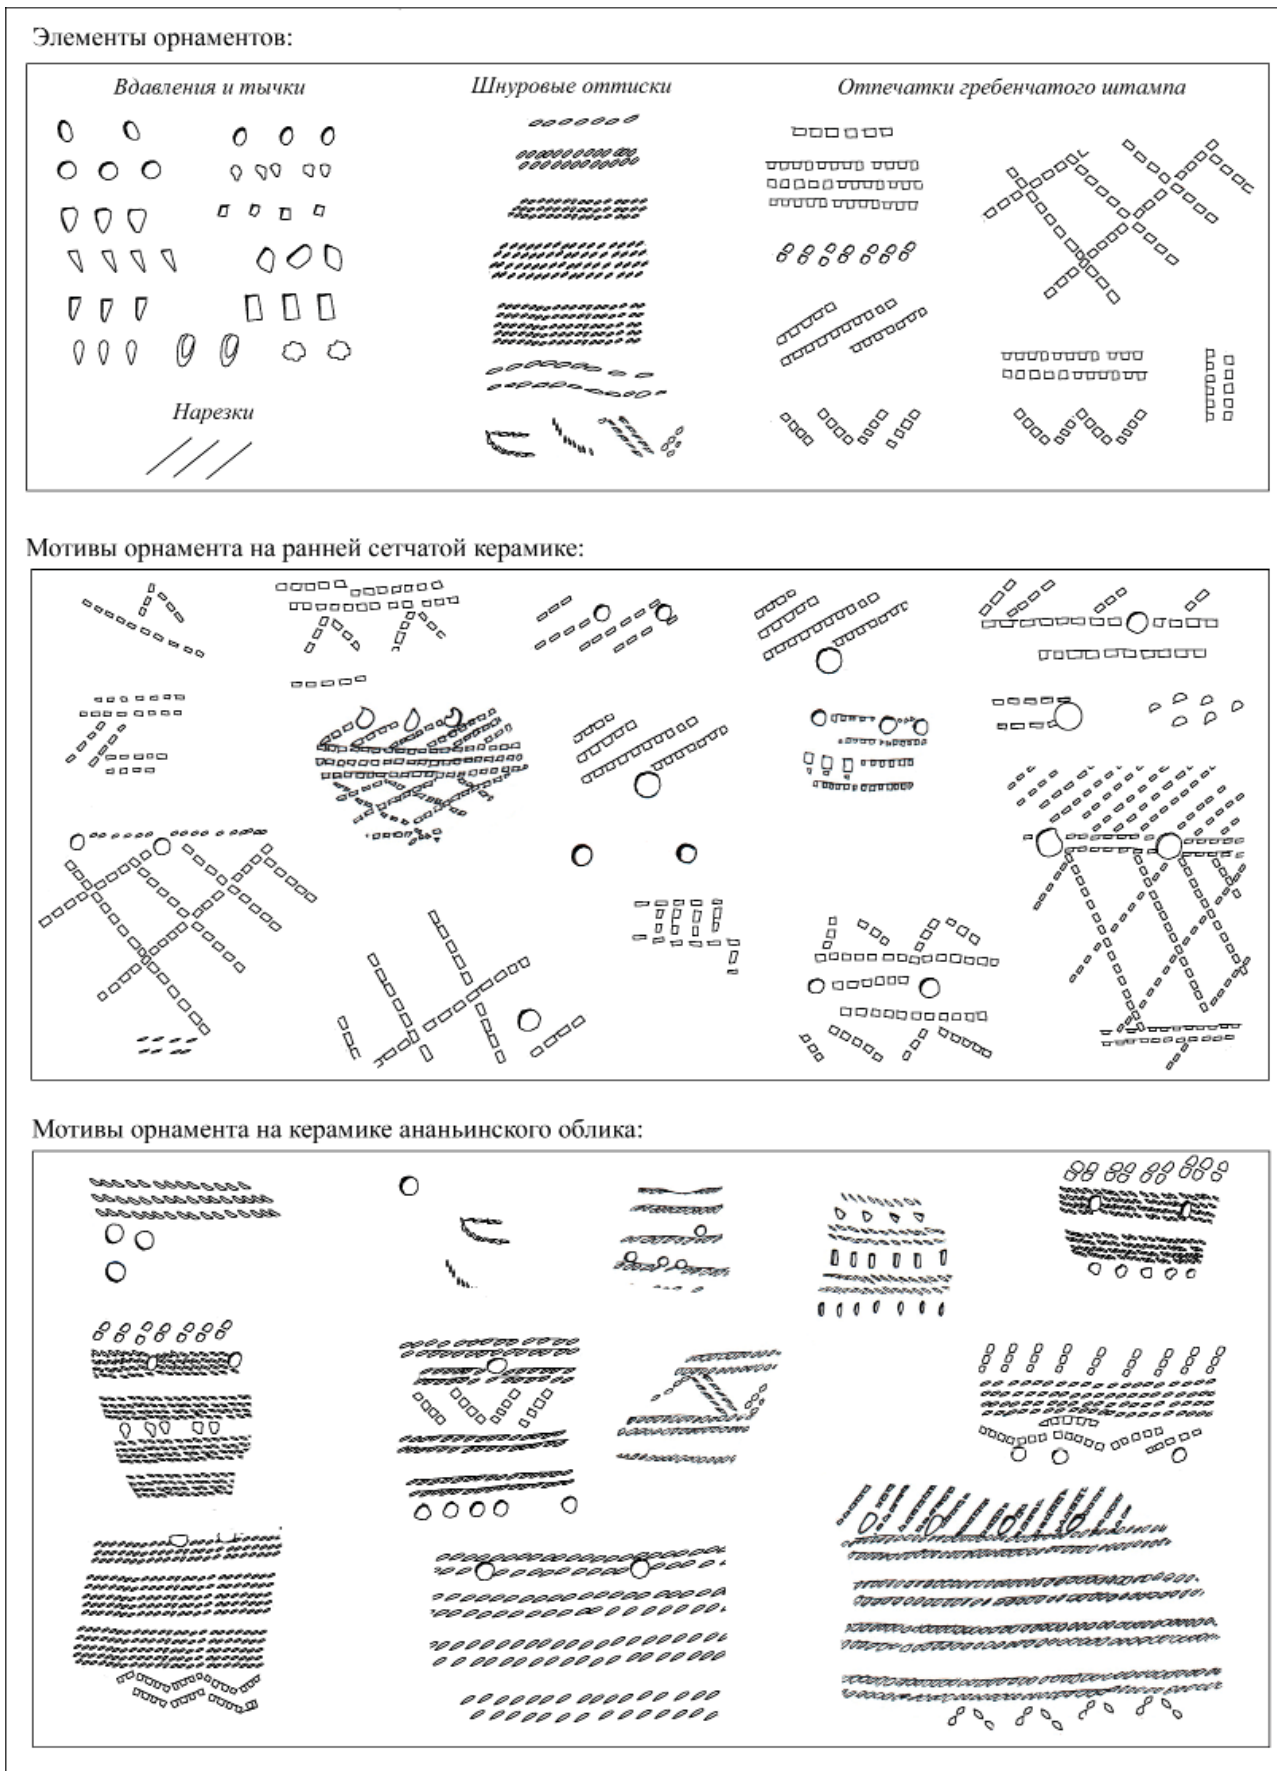 Элементы орнаментов:
Вдавления и тычки
Шнуровые оттиски
Отпечатки гребенчатого штампа
Нарезки
Мотивы орнамента на ранней сетчатой керамике:
Мотивы орнамента на керамике ананьинского облика: